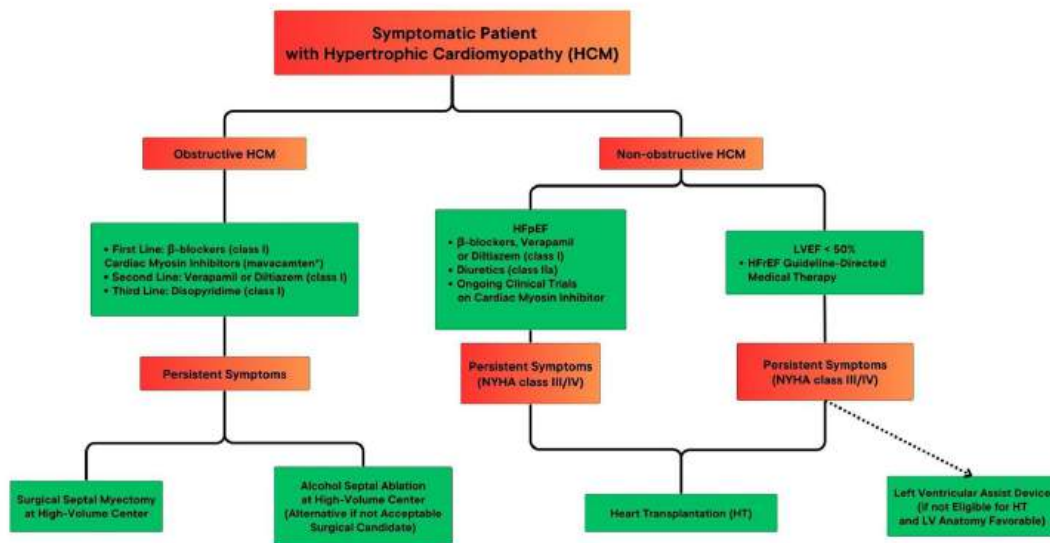 Symptomatic Patient
with Hypertrophic Cardiomyopathy (HCM)
Obstructive HCM
Non-obstructive HCM
• First Line: β-blockers (class I)
Cardiac Myosin Inhibitors (mavacamten*)
• Second Line: Verapamil or Diltiazem (class I)
• Third Line: Disopyridime (class I)
HFpEF
• β-blockers, Verapamil
or Diltiazem (class I)
• Diuretics (class IIa)
• Ongoing Clinical Trials
on Cardiac Myosin Inhibitor
LVEF < 50%
• HFrEF Guideline-Directed
Medical Therapy
Persistent Symptoms
Persistent Symptoms
(NYHA class III/IV)
Persistent Symptoms
(NYHA class III/IV)
Surgical Septal Myectomy
at High-Volume Center
Alcohol Septal Ablation
at High-Volume Center
(Alternative if not Acceptable
Surgical Candidate)
Heart Transplantation (HT)
Left Ventricular Assist Device
(if not Eligible for HT
and LV Anatomy Favorable)